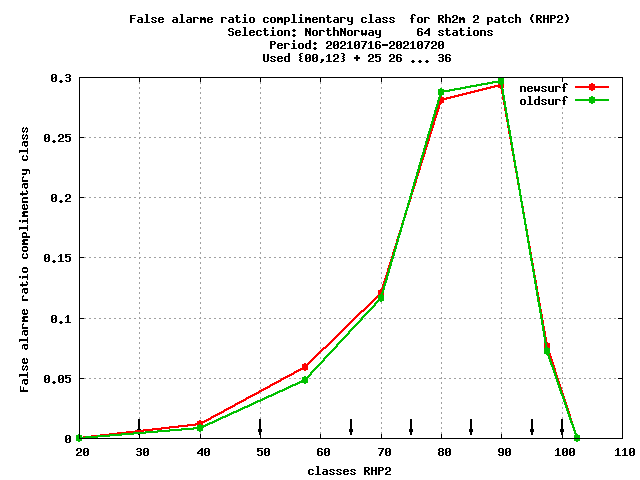 False alarme ratio complimentary class  for Rh2m 2 patch (RHP2)
Selection: NorthNorway     64 stations
Period: 20210716-20210720
Used {00,12} + 25 26 ... 36
newsurf
oldsurf
False alarme ratio complimentary class
0.3
0.25
0.2
0.15
0.1
0.05
0
20 30 40 50 60 70 80 90 100 110
classes RHP2